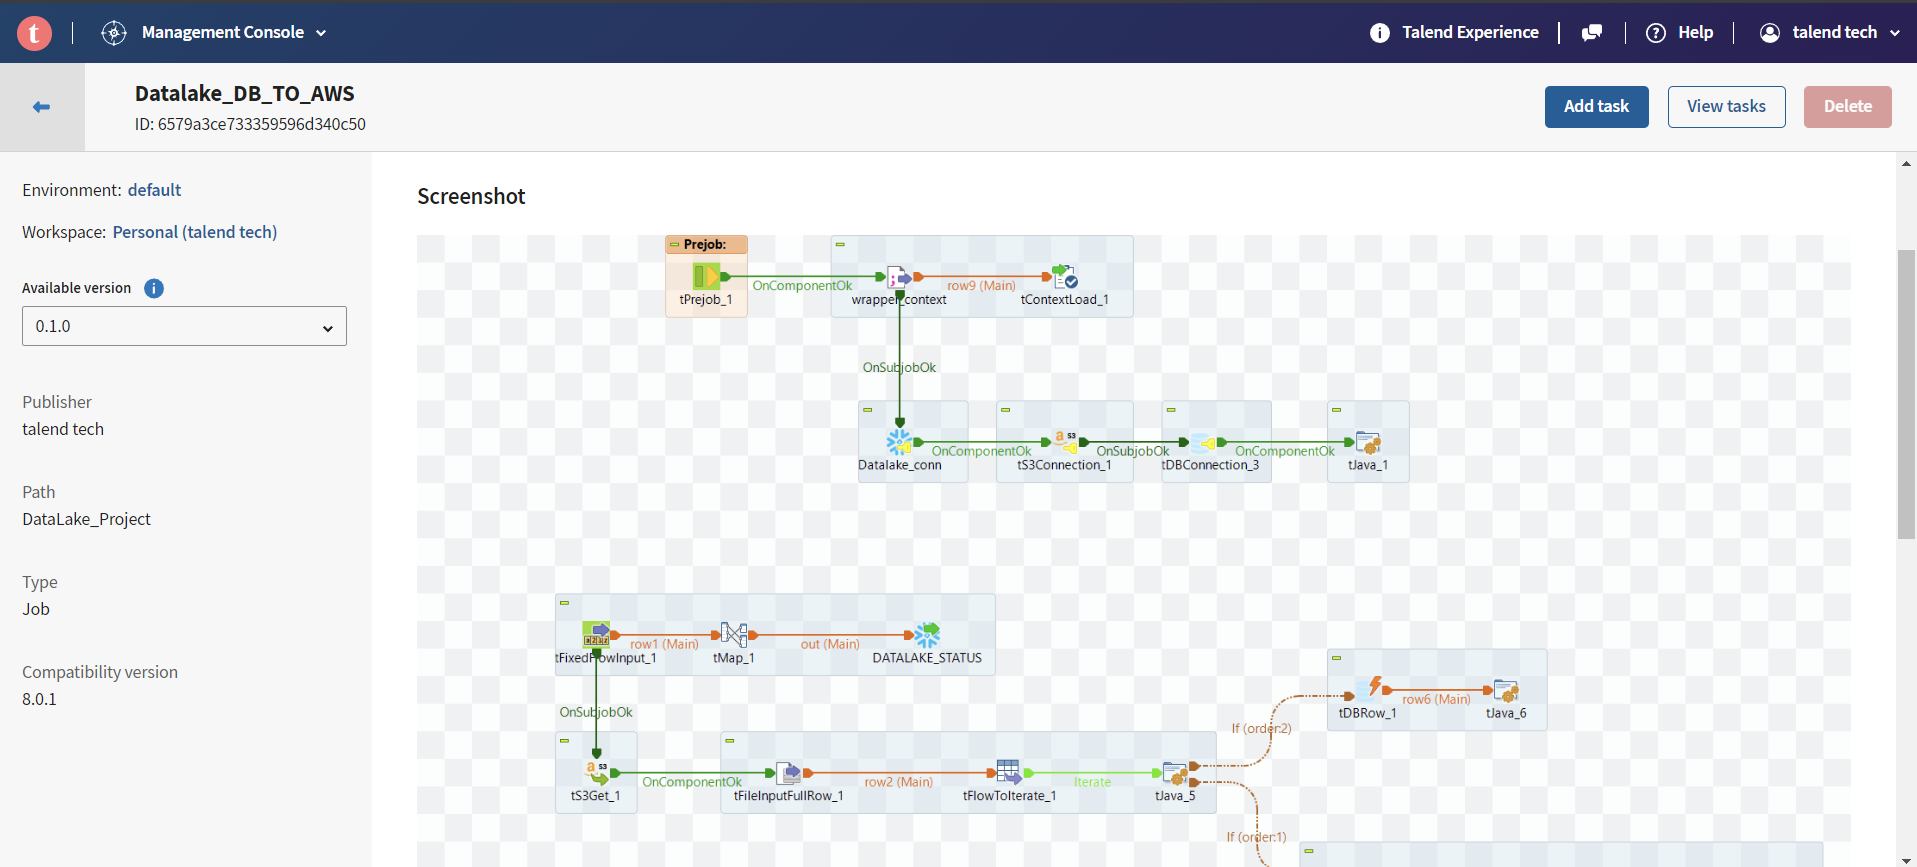 t
Management Console
Talend Experience
Help
talend tech
Datalake_DB_TO_AWS
ID: 6579a3ce733359596d340c50
Add task
View tasks
Delete
Environment: default
Workspace: Personal (talend tech)
Available version
0.1.0
Publisher
talend tech
Path
DataLake_Project
Type
Job
Compatibility version
8.0.1
Screenshot
Prejob:
OnComponentOk
row9 (Main)
tPrejob_1
wrapper_context
tContextLoad_1
OnSubjobOk
OnComponentOk
OnSubjobOk
OnComponentOk
Datalake_conn
tS3Connection_1
tDBConnection_3
tJava_1
row1 (Main)
out (Main)
tFixedFlowInput_1
tMap_1
DATALAKE_STATUS
OnSubjobOk
row6 (Main)
tDBRow_1
tJava_6
If (order:2)
OnComponentOk
row2 (Main)
Iterate
tS3Get_1
tFileInputFullRow_1
tFlowToIterate_1
tJava_5
If (order:1)